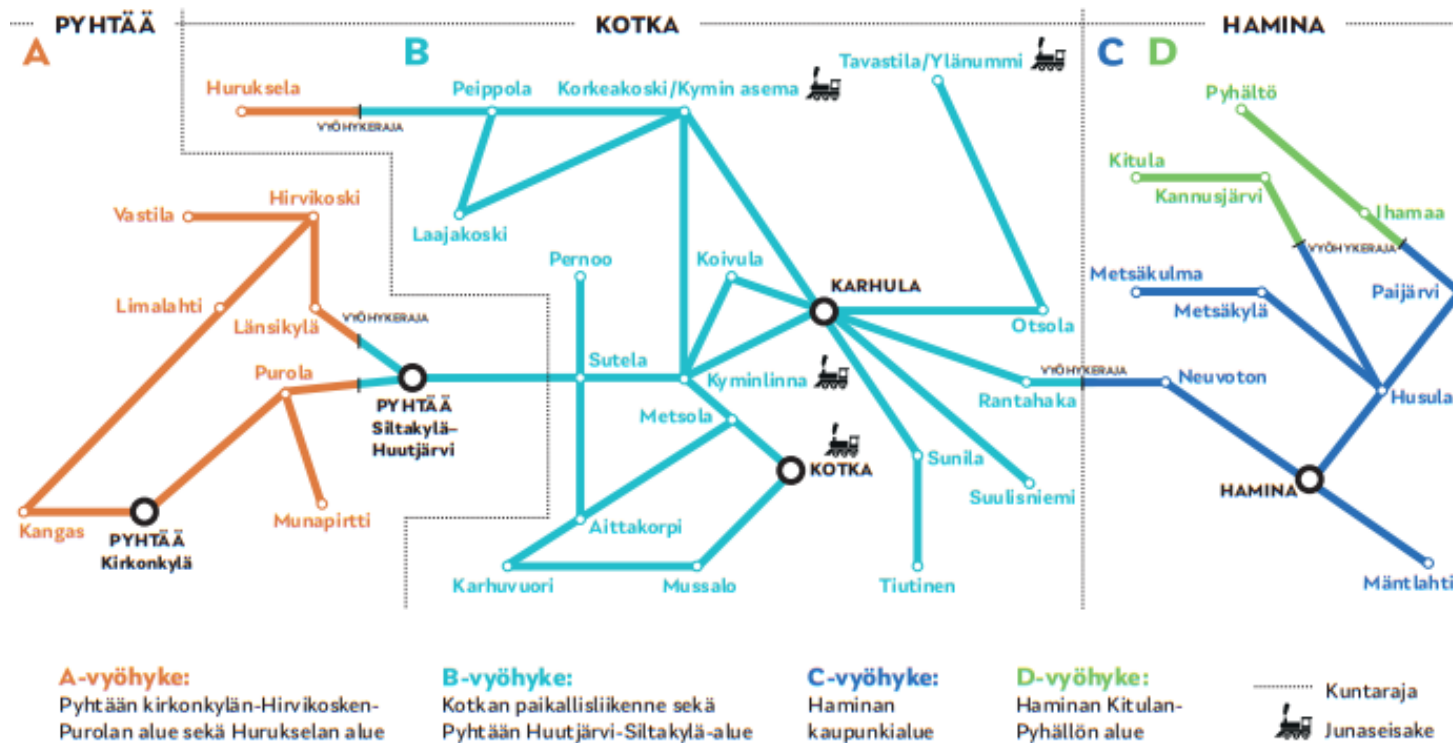 PYHTÄÄ
KOTKA
HAMINA
A
B
C
D
Tavastila/Ylänummi
Huruksela
Peippola
Korkeakoski/Kymin asema
Pyhältö
VYÖHYKERAJA
Kitula
Kannusjärvi
Vastila
Hirvikoski
Ihamaa
Laajakoski
VYÖHYKERAJA
Pernoo
Koivula
Metsäkulma
KARHULA
Paijärvi
Limalahti
Länsikylä
VYÖHYKERAJA
Metsäkylä
Otsola
Sutela
Purola
Kyminlinna
VYÖHYKERAJA
Neuvoton
Rantahaka
Husula
PYHTÄÄ
Siltakylä–
Huutjärvi
Metsola
KOTKA
Sunila
Suulisniemi
HAMINA
Kangas
PYHTÄÄ
Kirkonkylä
Munapirtti
Aittakorpi
Karhuvuori
Mussalo
Tiutinen
Mäntlahti
A-vyöhyke:
Pyhtään kirkonkylän-Hirvikosken-
Purolan alue sekä Hurukselan alue
B-vyöhyke:
Kotkan paikallisliikenne sekä
Pyhtään Huutjärvi-Siltakylä-alue
C-vyöhyke:
Haminan
kaupunkialue
D-vyöhyke:
Haminan Kitulan-
Pyhällön alue
Kuntaraja
Junaseisake